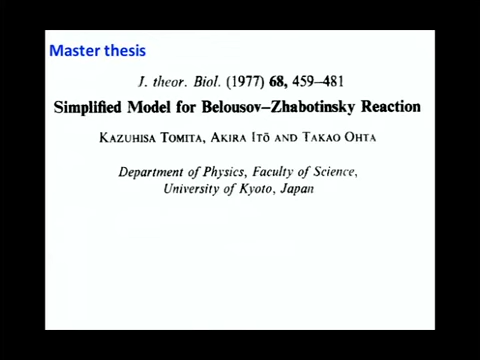 Master thesis
J. theor. Biol. (1977) 68, 459–481
Simplified Model for Belousov–Zhabotinsky Reaction
KAZUHISA TOMITA, AKIRA ITŌ AND TAKAO OHTA
Department of Physics, Faculty of Science,
University of Kyoto, Japan